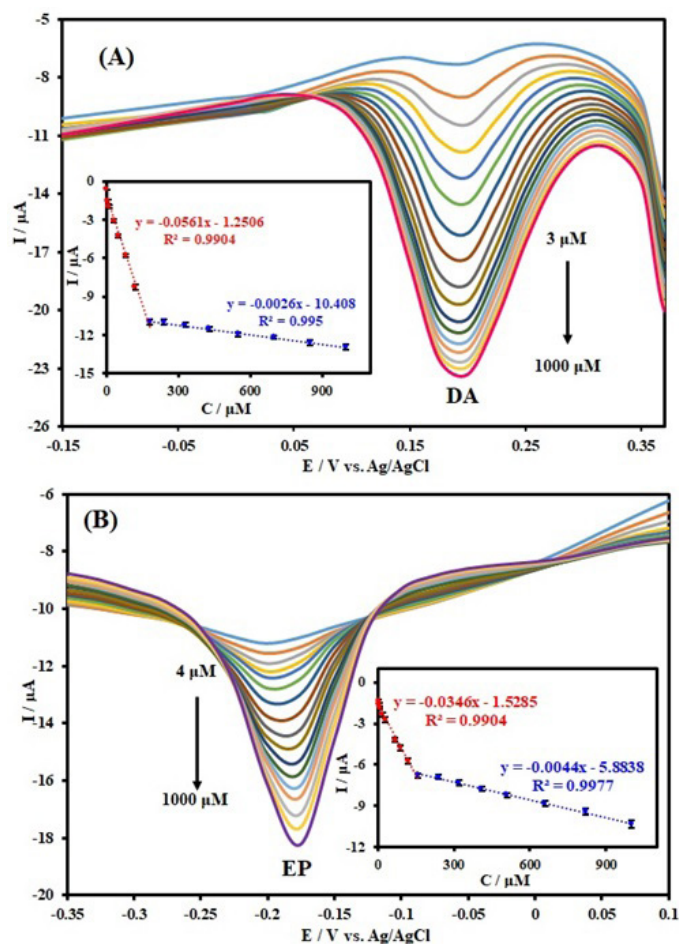 -5
(A)
-8
-11
I / μA
-14
-17
-20
-23
-26
0
-3
I / μA
-6
-9
-12
-15
0 300 600 900
C / μM
y = -0.0561x - 1.2506
R² = 0.9904
y = -0.0026x - 10.408
R² = 0.995
3 μM
1000 μM
DA
-0.15 -0.05 0.05 0.15 0.25 0.35
E / V vs. Ag/AgCl
-6
(B)
-8
-10
I / μA
-12
-14
-16
-18
-20
4 μM
1000 μM
EP
0
-3
I / μA
-6
-9
-12
y = -0.0346x - 1.5285
R² = 0.9904
y = -0.0044x - 5.8838
R² = 0.9977
0 300 600 900
C / μM
-0.35 -0.3 -0.25 -0.2 -0.15 -0.1 -0.05 0 0.05 0.1
E / V vs. Ag/AgCl